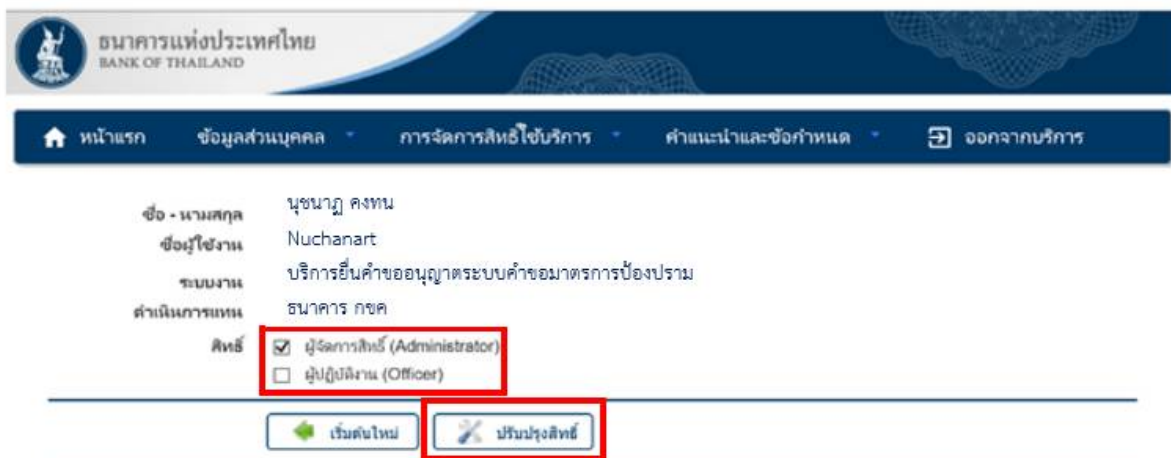 ธนาคารแห่งประเทศไทย
BANK OF THAILAND
หน้าแรก ข้อมูลส่วนบุคคล การจัดการสิทธิ์ใช้บริการ คำแนะนำและข้อกำหนด ออกจากบริการ
ชื่อ - นามสกุล นุชนาฏ คงทน
ชื่อผู้ใช้งาน Nuchanart
ระบบงาน บริการยื่นคำขออนุญาตระบบคำขอมาตรการป้องปราม
ดำเนินการแทน ธนาคาร กขค
สิทธิ์ ผู้จัดการสิทธิ์ (Administrator)
ผู้ปฏิบัติงาน (Officer)
เริ่มต้นใหม่ ปรับปรุงสิทธิ์